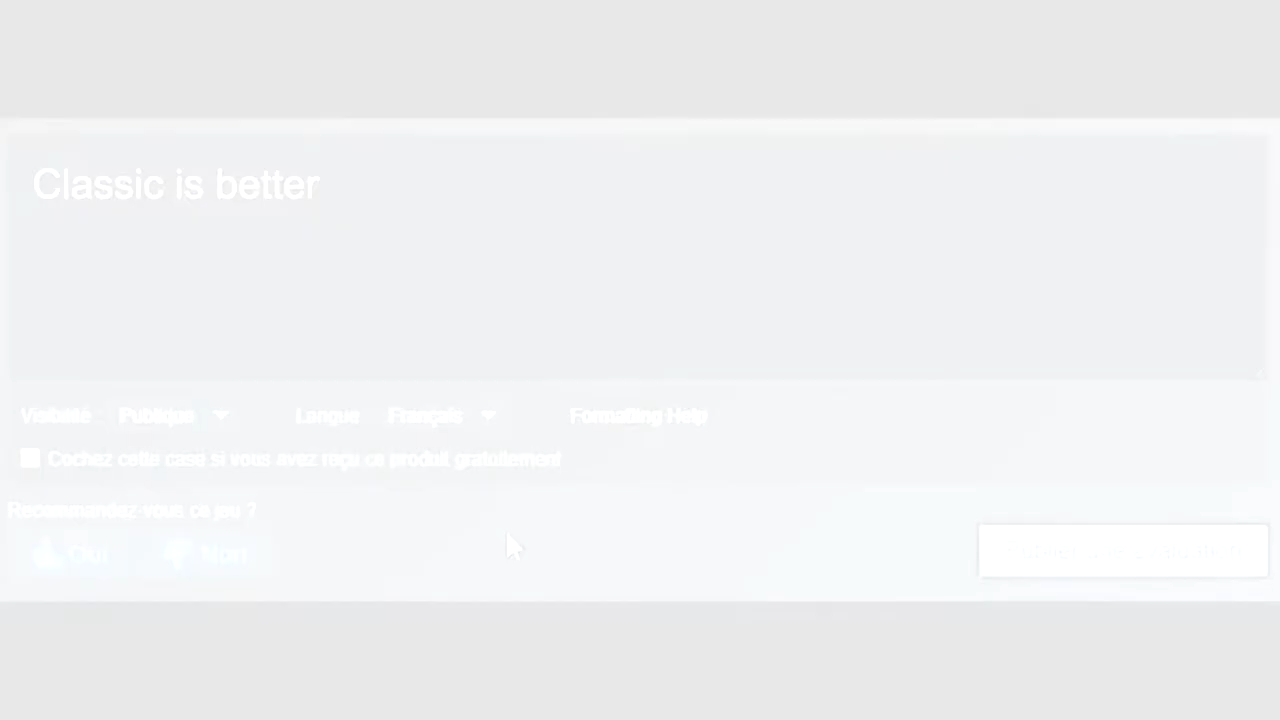 Classic is better
Visibilité Publique Langue Français Formatting Help
Cochez cette case si vous avez reçu ce produit gratuitement
Recommandez-vous ce jeu ?
Oui Non